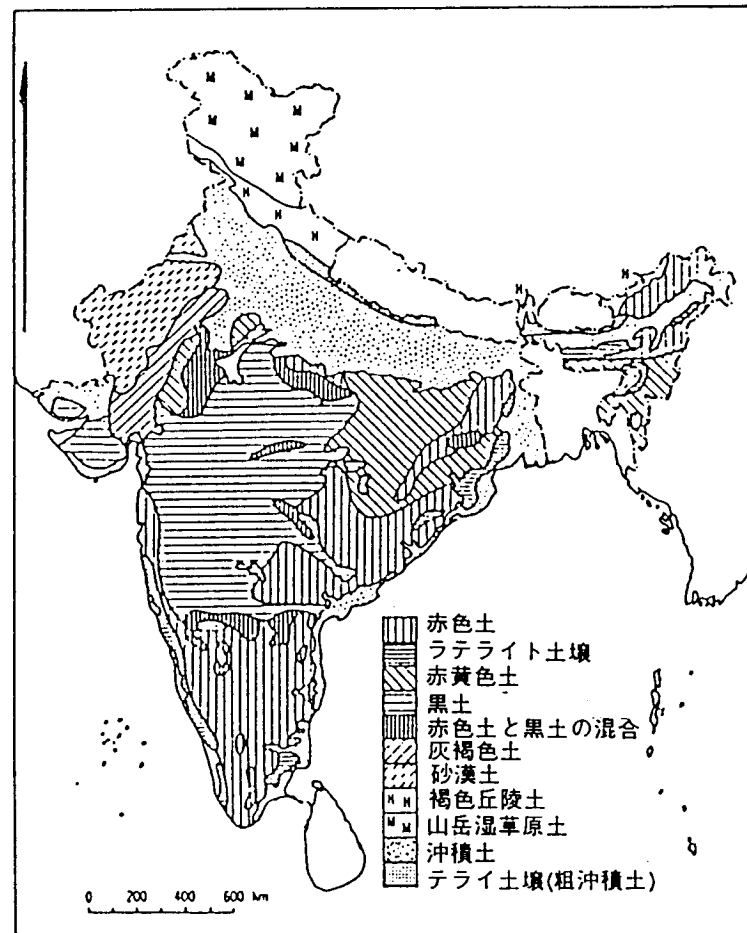 赤色土
ラテライト土壌
赤黄色土
黒土
赤色土と黒土の混合
灰褐色土
砂漠土
H H 褐色丘陵土
M M 山岳湿草原土
沖積土
テライ土壌(粗沖積土)
0 200 400 600 km